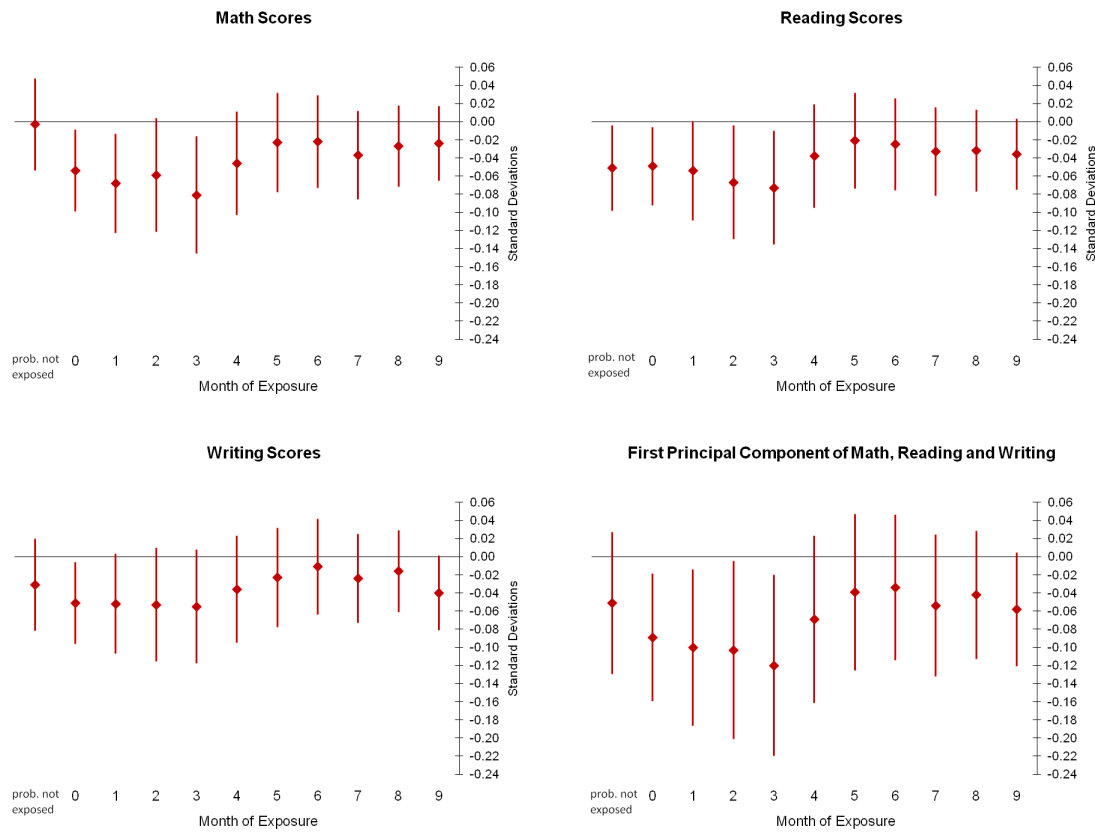 Math Scores
0.06
0.04
0.02
0.00
-0.02
-0.04
-0.06
-0.08
-0.10
-0.12
-0.14
-0.16
-0.18
-0.20
-0.22
-0.24
Standard Deviations
prob. not
exposed
0 1 2 3 4 5 6 7 8 9
Month of Exposure
Reading Scores
0.06
0.04
0.02
0.00
-0.02
-0.04
-0.06
-0.08
-0.10
-0.12
-0.14
-0.16
-0.18
-0.20
-0.22
-0.24
Standard Deviations
prob. not
exposed
0 1 2 3 4 5 6 7 8 9
Month of Exposure
Writing Scores
0.06
0.04
0.02
0.00
-0.02
-0.04
-0.06
-0.08
-0.10
-0.12
-0.14
-0.16
-0.18
-0.20
-0.22
-0.24
Standard Deviations
prob. not
exposed
0 1 2 3 4 5 6 7 8 9
Month of Exposure
First Principal Component of Math, Reading and Writing
0.06
0.04
0.02
0.00
-0.02
-0.04
-0.06
-0.08
-0.10
-0.12
-0.14
-0.16
-0.18
-0.20
-0.22
-0.24
Standard Deviations
prob. not
exposed
0 1 2 3 4 5 6 7 8 9
Month of Exposure